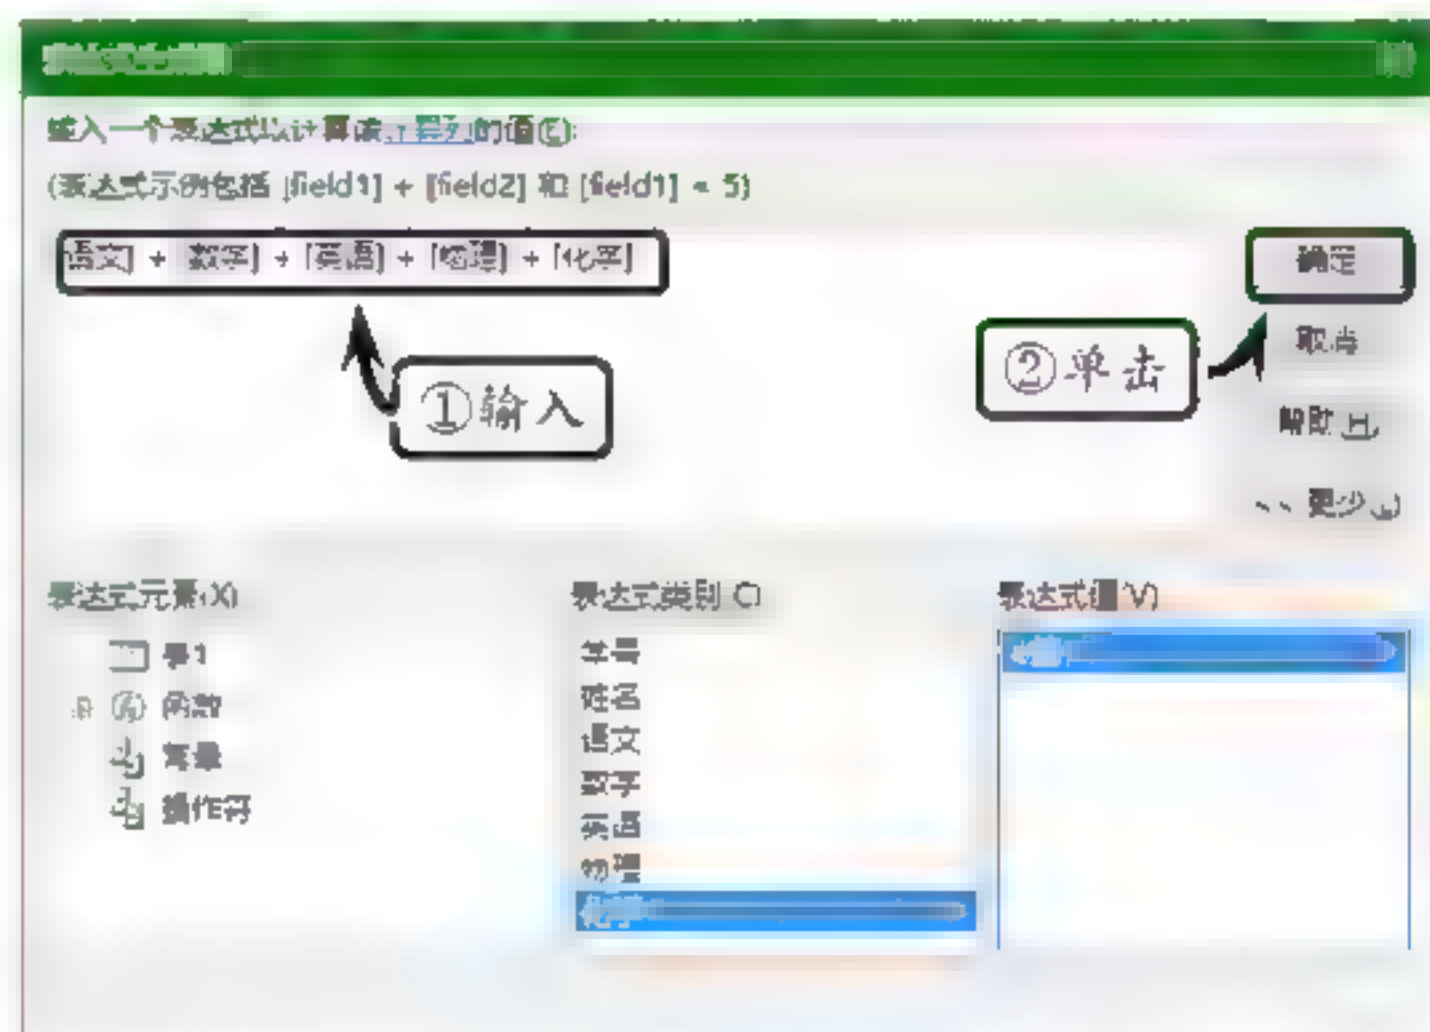 输入一个表达式以计算该计算列的值(E):
(表达式示例包括 [field1] + [field2] 和 [field1] < 5)
[语文] + [数学] + [英语] + [物理] + [化学]
确定
②单击
取消
①输入
帮助(H)
<< 更少(L)
表达式元素(X)
表达式类别(C)
表达式值(V)
表1
函数
常量
操作符
姓名
语文
数学
英语
物理
化学